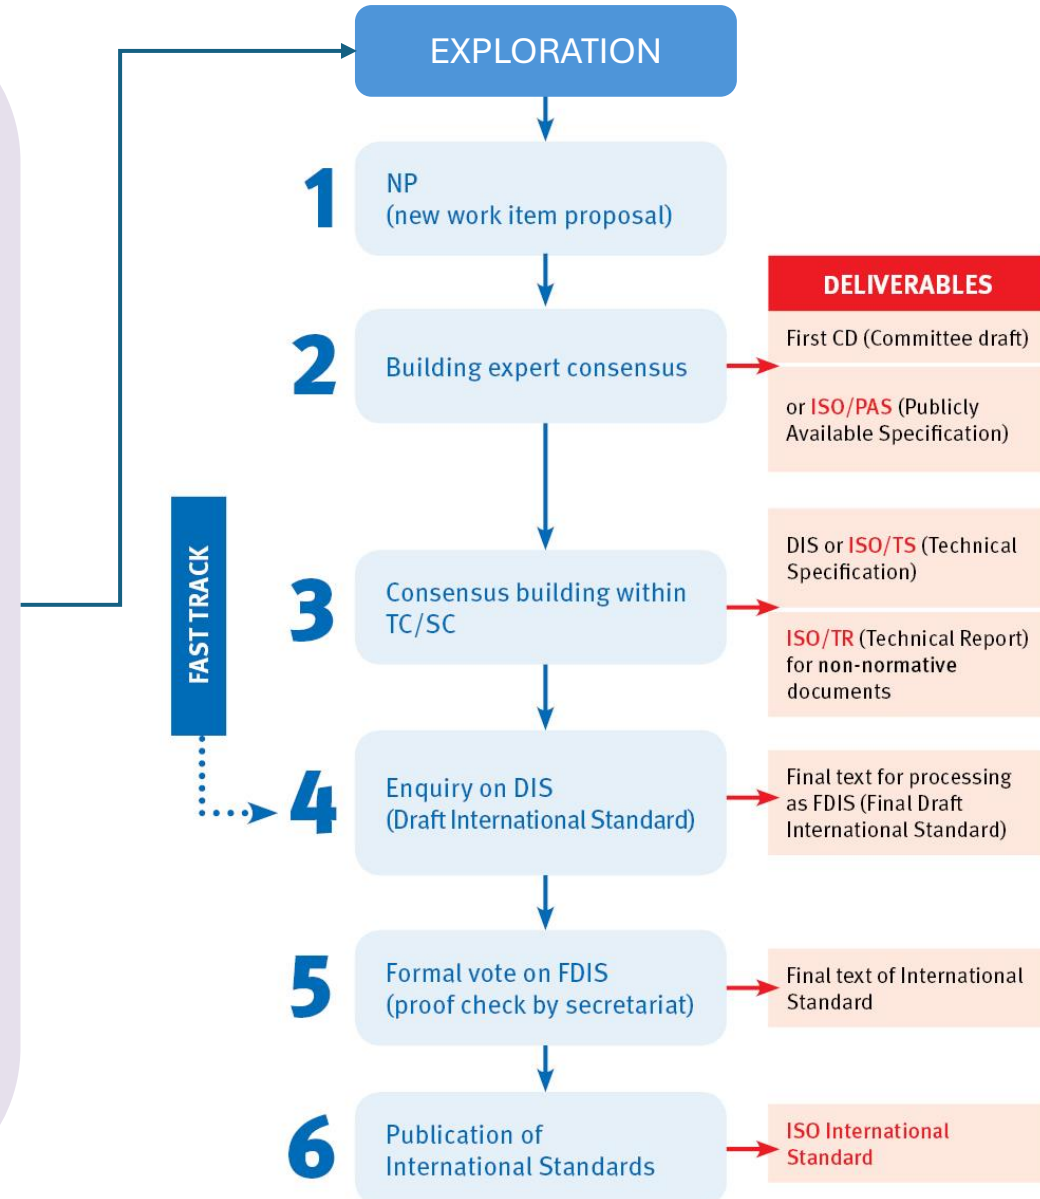 EXPLORATION
1
NP
(new work item proposal)
DELIVERABLES
2
Building expert consensus
First CD (Committee draft)
or ISO/PAS (Publicly
Available Specification)
FAST TRACK
3
Consensus building within
TC/SC
DIS or ISO/TS (Technical
Specification)
ISO/TR (Technical Report)
for non-normative
documents
4
Enquiry on DIS
(Draft International Standard)
Final text for processing
as FDIS (Final Draft
International Standard)
5
Formal vote on FDIS
(proof check by secretariat)
Final text of International
Standard
6
Publication of
International Standards
ISO International
Standard